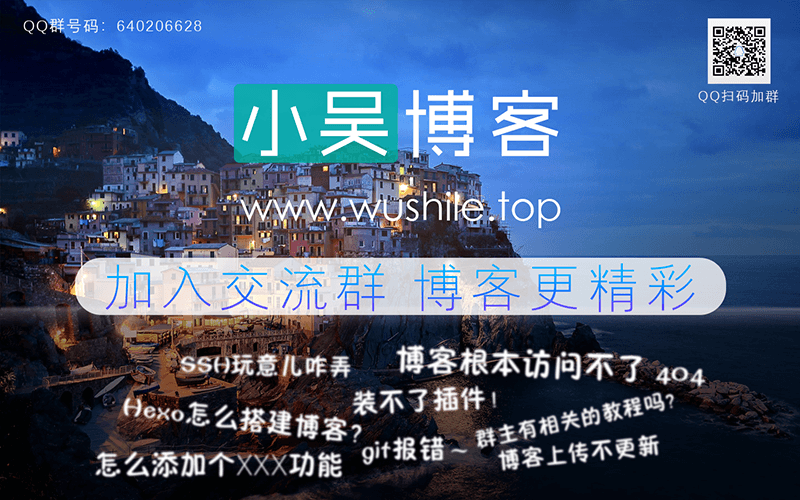 QQ群号码：640206628
QQ扫码加群
小吴博客
www.wushile.top
加入交流群 博客更精彩
SSH玩意儿咋弄
博客根本访问不了 404
装不了插件！
Hexo怎么搭建博客？
git报错~
群主有相关的教程吗？
怎么添加个XXX功能
博客上传不更新